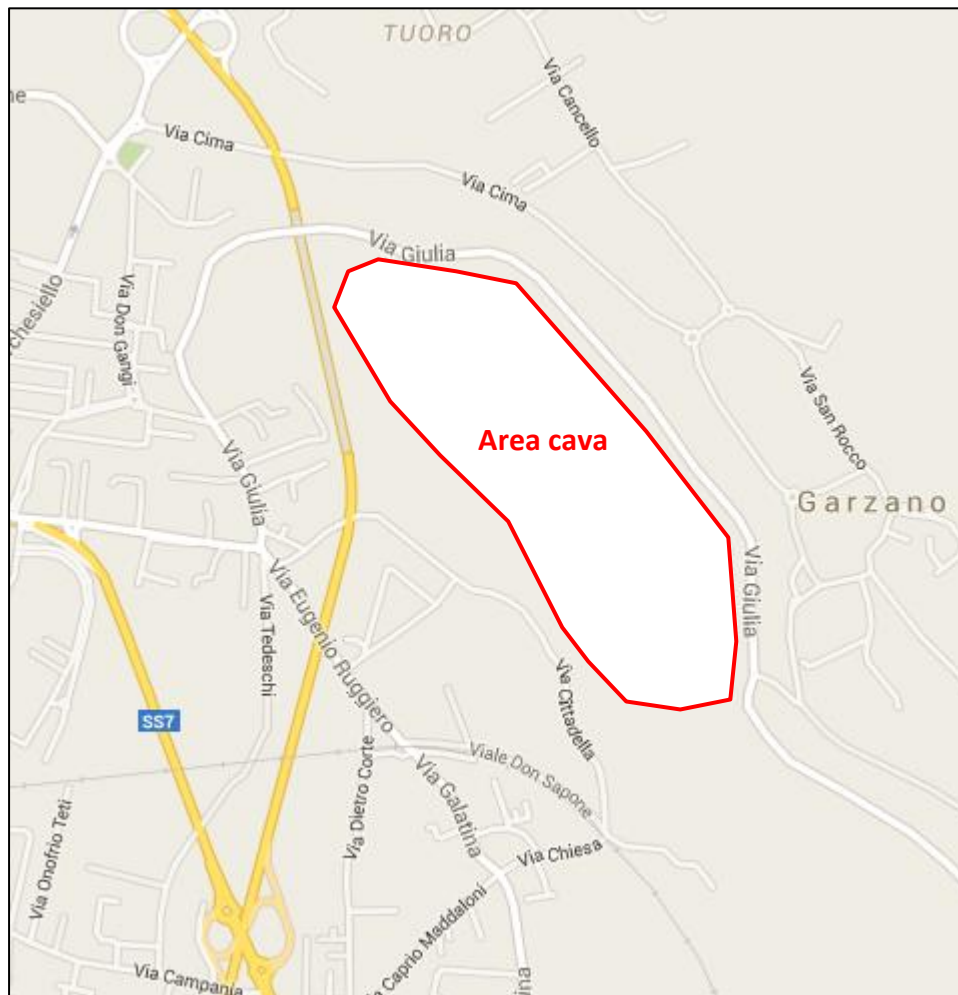 TUORO
Via Cancello
Via Cima
Via Cima
Via Giulia
Via Don Gangi
Area cava
Via San Rocco
Garzano
Via Giulia
Via Giulia
Via Eugenio Ruggiero
Via Tedeschi
Via Cittadella
SS7
Viale Don Sapone
Via Dietro Corte
Via Galatina
Via Onofrio Teti
Via Chiesa
Via Caprio Maddaloni
Via Campania